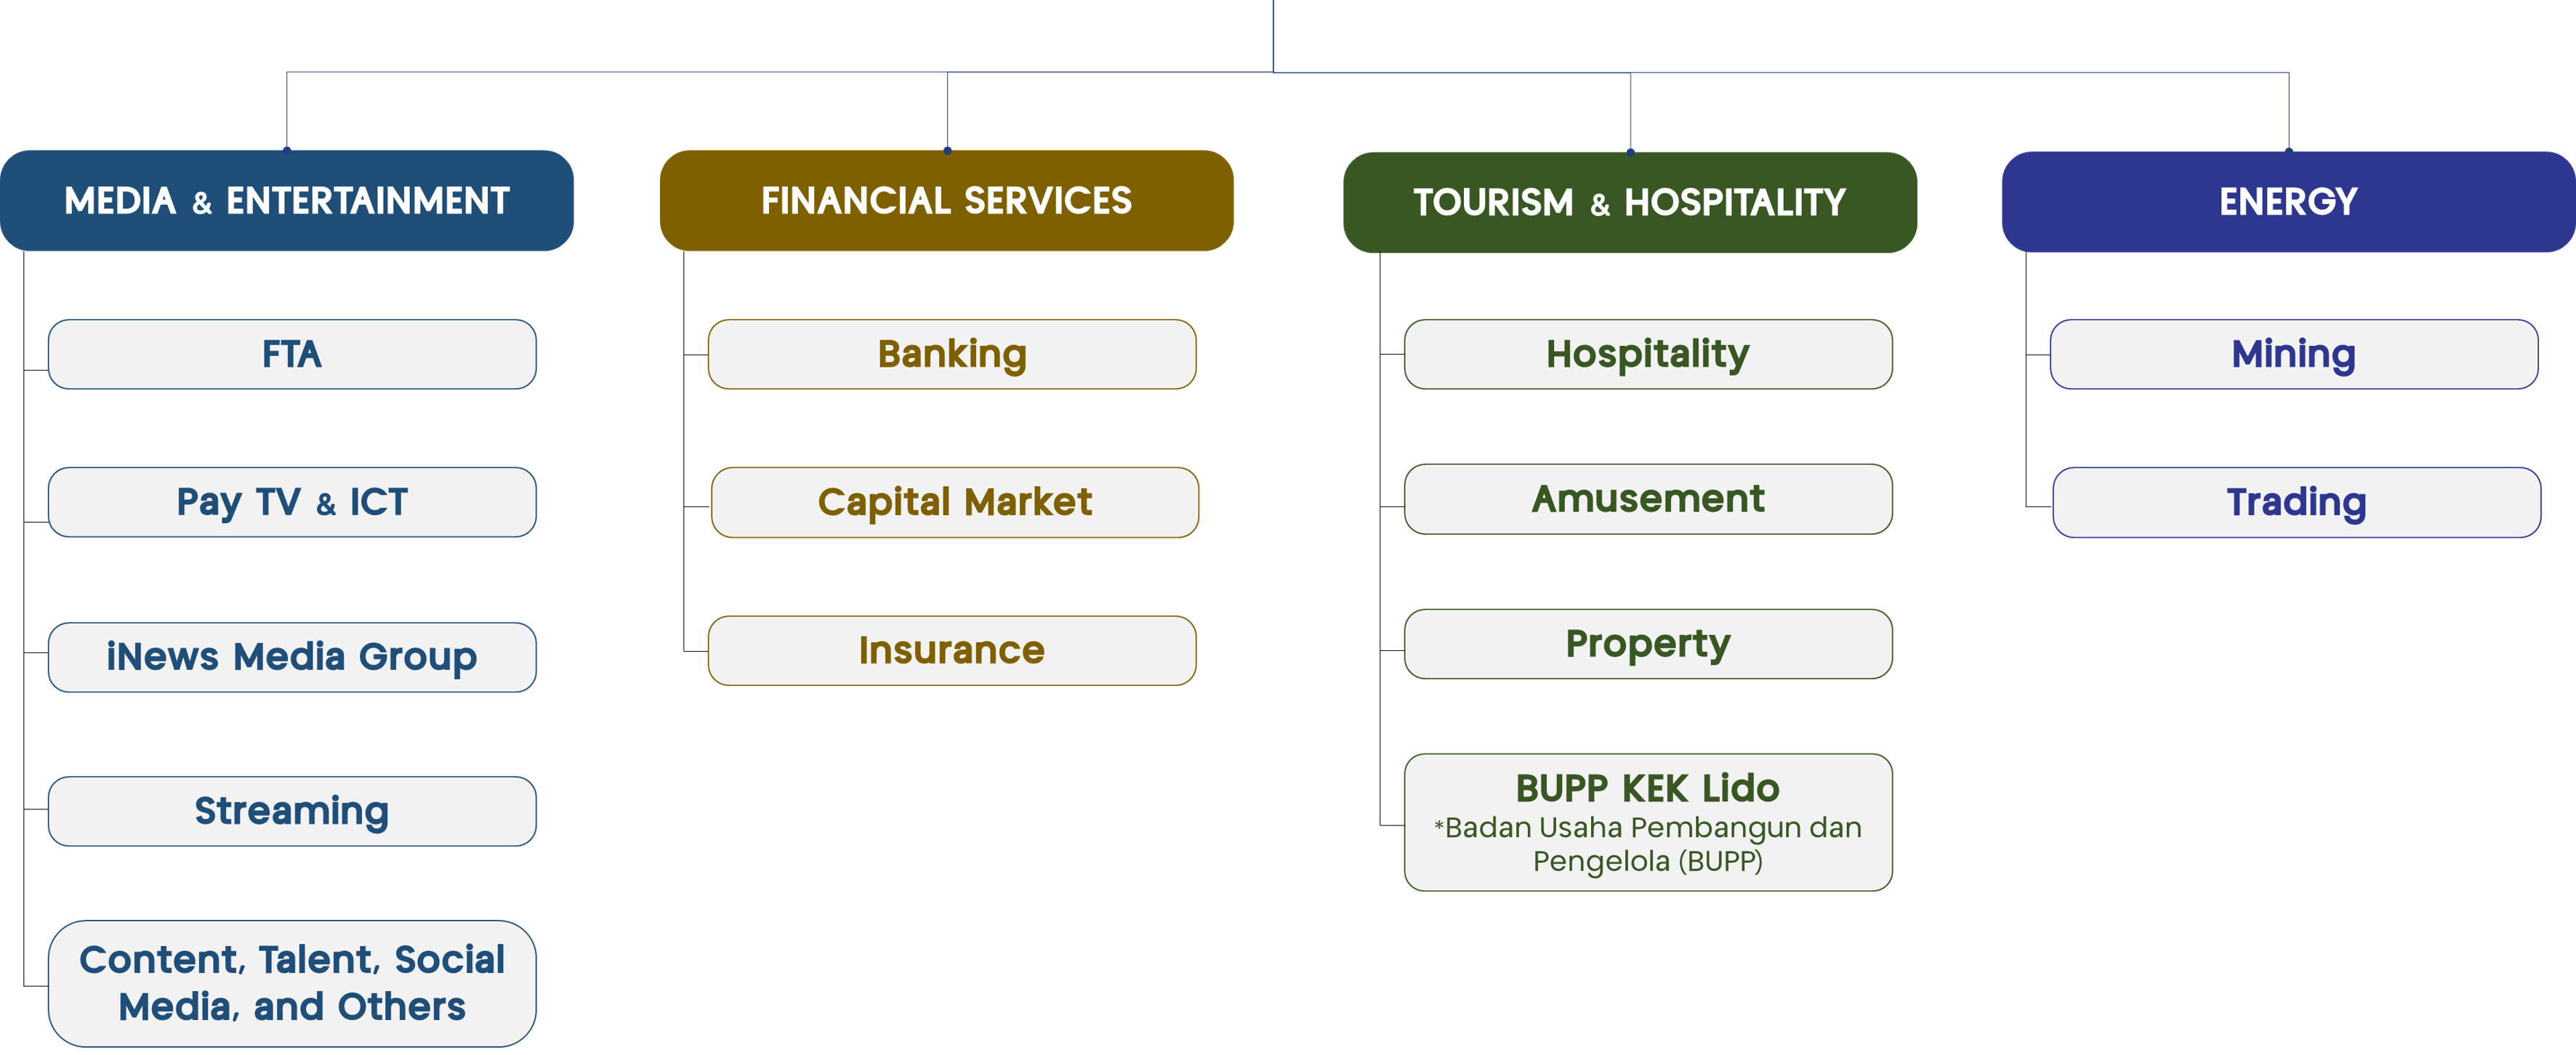 MEDIA & ENTERTAINMENT
FTA
Pay TV & ICT
iNews Media Group
Streaming
Content, Talent, Social
Media, and Others
FINANCIAL SERVICES
Banking
Capital Market
Insurance
TOURISM & HOSPITALITY
Hospitality
Amusement
Property
BUPP KEK Lido
*Badan Usaha Pembangun dan
Pengelola (BUPP)
ENERGY
Mining
Trading